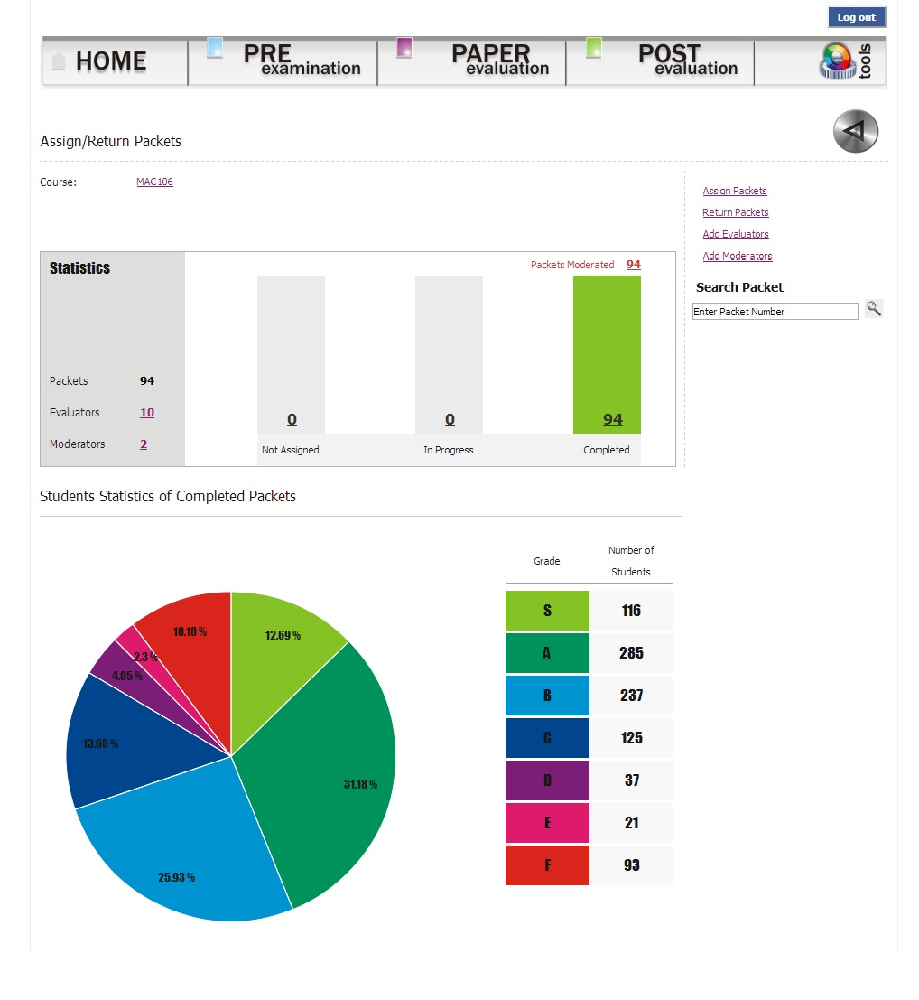 Log out
HOME
PRE
examination
PAPER
evaluation
POST
evaluation
tools
Assign/Return Packets
Course: MAC106
Assign Packets
Return Packets
Add Evaluators
Add Moderators
Search Packet
Enter Packet Number
Statistics
Packets Moderated 94
Packets 94
Evaluators 10
Moderators 2
0 0 94
Not Assigned In Progress Completed
Students Statistics of Completed Packets
Grade Number of Students
S 116
A 285
B 237
C 125
D 37
E 21
F 93
10.18 %
12.69 %
2.3 %
4.05 %
13.68 %
31.18 %
25.93 %